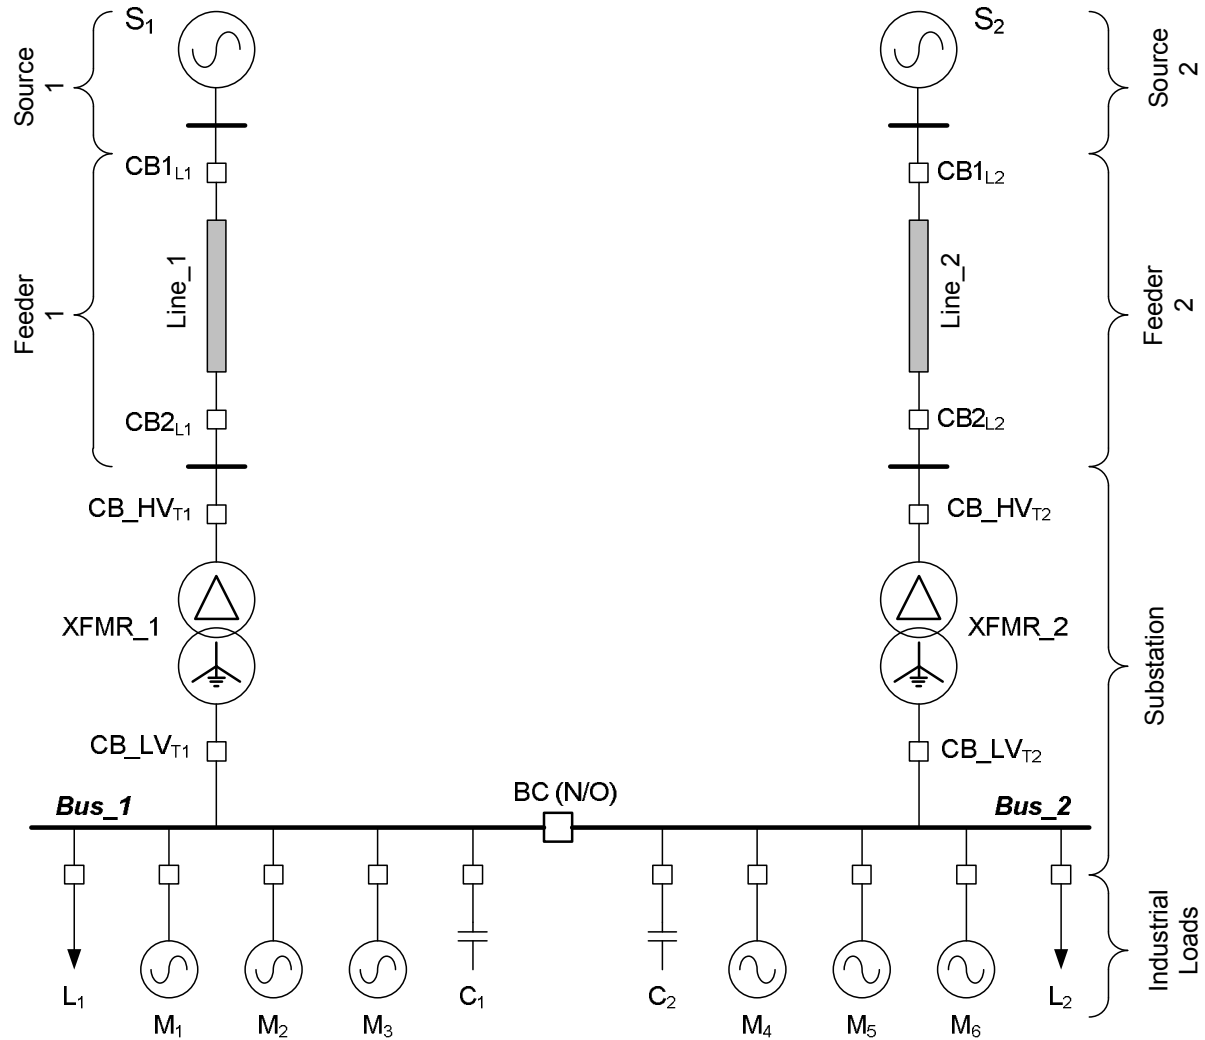 S1
S2
Source
1
Source
2
CB1L1
CB1L2
Feeder
1
Line_1
Line_2
Feeder
2
CB2L1
CB2L2
CB_HVT1
CB_HVT2
XFMR_1
XFMR_2
Substation
CB_LVT1
CB_LVT2
BC (N/O)
Bus_1
Bus_2
Industrial
Loads
L1
C1
C2
L2
M1
M2
M3
M4
M5
M6